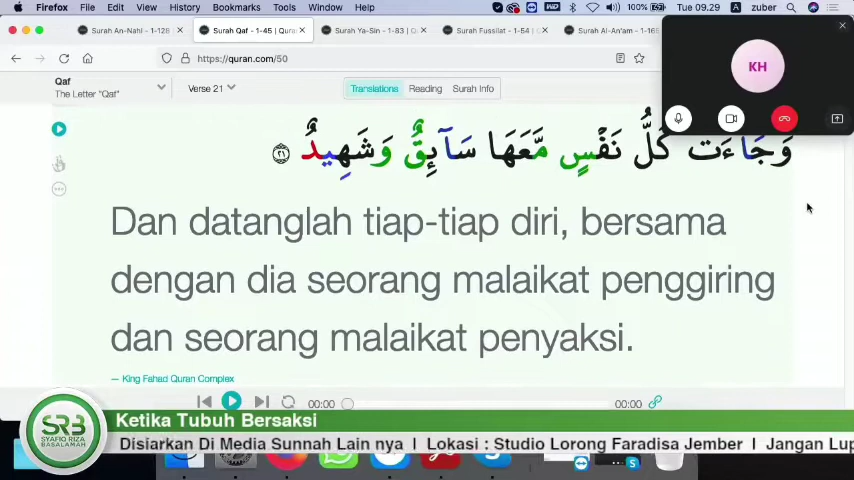 Firefox File Edit View History Bookmarks Tools Window Help 100% Tue 09.29 A zuber
Surah An-Nahl - 1-128
Surah Qaf - 1-45 | Quran
Surah Ya-Sin - 1-83 | Qura
Surah Fussilat - 1-54 | Qura
Surah Al-An'am - 1-165
https://quran.com/50
KH
Qaf
The Letter "Qaf"
Verse 21
Translations Reading Surah Info
وَجَآءَتْ كُلُّ نَفْسٍ مَّعَهَا سَآئِقٌ وَشَهِيدٌ ٢١
Dan datanglah tiap-tiap diri, bersama
dengan dia seorang malaikat penggiring
dan seorang malaikat penyaksi.
— King Fahad Quran Complex
00:00 00:00
SRB
SYAFIQ RIZA
BASALAMAH
Ketika Tubuh Bersaksi
Disiarkan Di Media Sunnah Lain nya I Lokasi : Studio Lorong Faradisa Jember I Jangan Lup